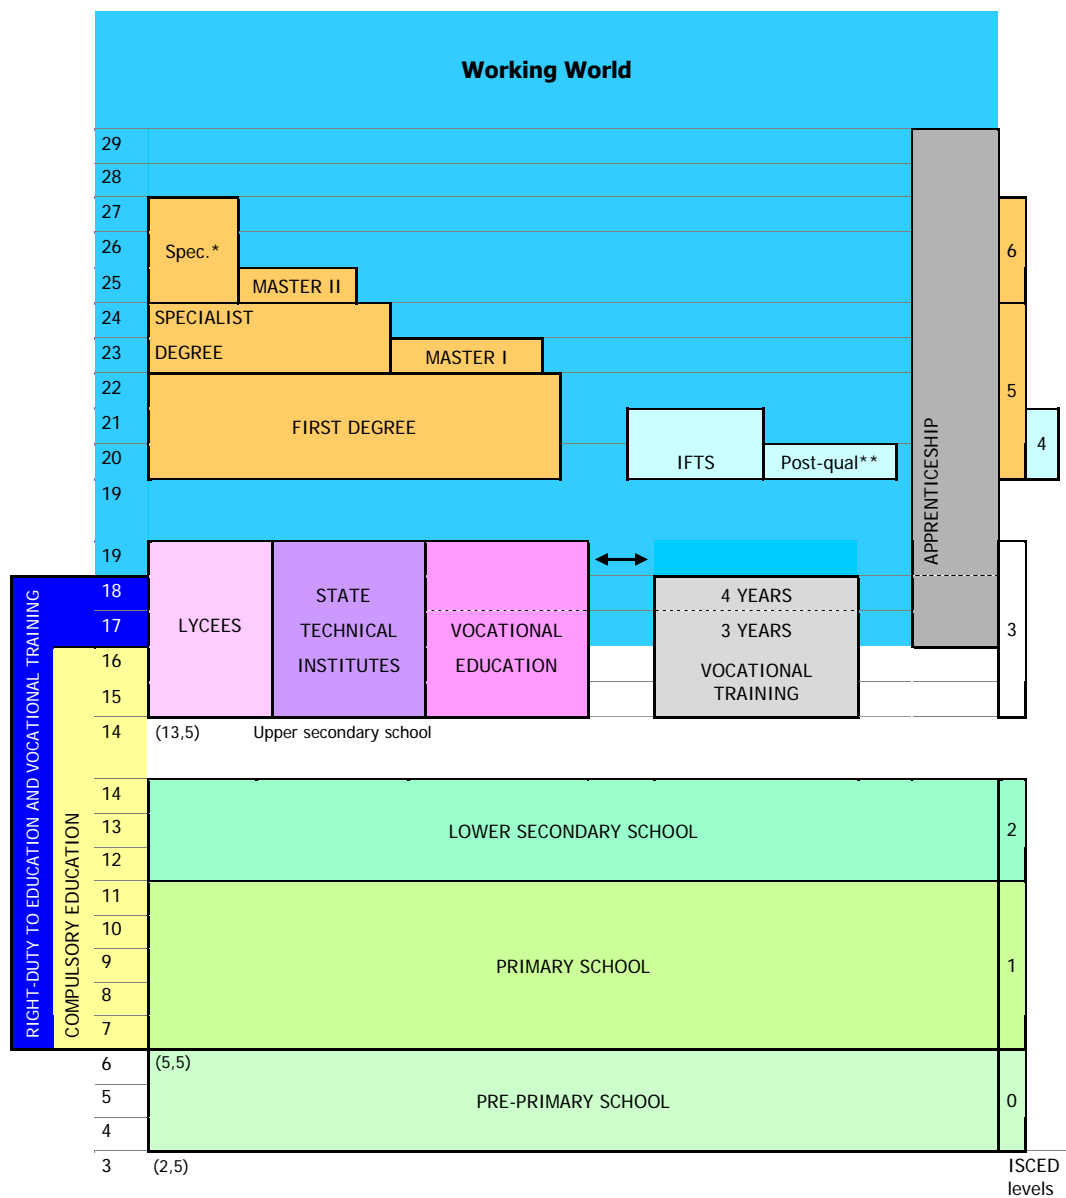 Working World
29
28
27
26
Spec.*
6
25
MASTER II
24
SPECIALIST
23
DEGREE
MASTER I
22
5
21
FIRST DEGREE
4
20
IFTS
Post-qual**
19
APPRENTICESHIP
19
18
STATE
4 YEARS
17
LYCEES
TECHNICAL
VOCATIONAL
3 YEARS
3
16
INSTITUTES
EDUCATION
VOCATIONAL
15
TRAINING
14
(13,5)
Upper secondary school
RIGHT-DUTY TO EDUCATION AND VOCATIONAL TRAINING
COMPULSORY EDUCATION
14
13
LOWER SECONDARY SCHOOL
2
12
11
10
9
PRIMARY SCHOOL
1
8
7
6
(5,5)
5
PRE-PRIMARY SCHOOL
0
4
3
(2,5)
ISCED
levels